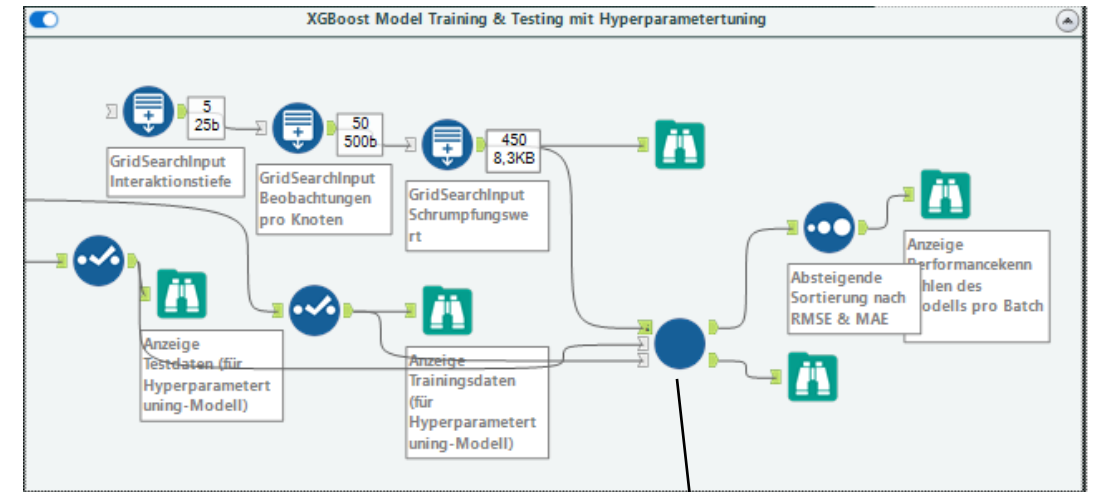 XGBoost Model Training & Testing mit Hyperparametertuning
5
25b
50
500b
450
8,3KB
GridSearchInput
Interaktionstiefe
GridSearchInput
Beobachtungen
pro Knoten
GridSearchInput
Schrumpfungswe
rt
Anzeige
Testdaten (für
Hyperparametert
uning-Modell)
Anzeige
Trainingsdaten
(für
Hyperparametert
uning-Modell)
Absteigende
Sortierung nach
RMSE & MAE
Anzeige
erformancekenn
hlen des
odells pro Batch